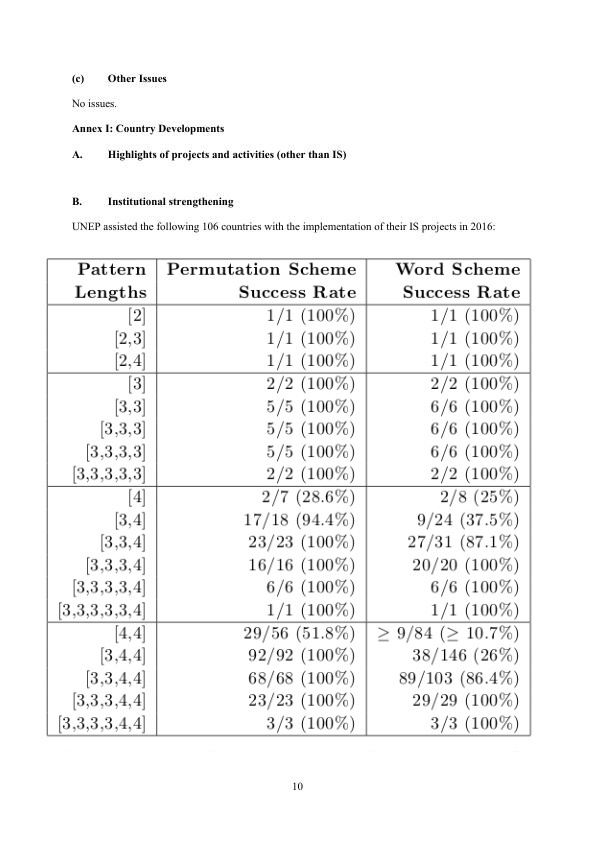 (c) Other Issues
No issues.
Annex I: Country Developments
A. Highlights of projects and activities (other than IS)
B. Institutional strengthening
UNEP assisted the following 106 countries with the implementation of their IS projects in 2016:
Pattern Lengths Permutation Scheme Success Rate Word Scheme Success Rate
[2] 1/1 (100%) 1/1 (100%)
[2,3] 1/1 (100%) 1/1 (100%)
[2,4] 1/1 (100%) 1/1 (100%)
[3] 2/2 (100%) 2/2 (100%)
[3,3] 5/5 (100%) 6/6 (100%)
[3,3,3] 5/5 (100%) 6/6 (100%)
[3,3,3,3] 5/5 (100%) 6/6 (100%)
[3,3,3,3,3] 2/2 (100%) 2/2 (100%)
[4] 2/7 (28.6%) 2/8 (25%)
[3,4] 17/18 (94.4%) 9/24 (37.5%)
[3,3,4] 23/23 (100%) 27/31 (87.1%)
[3,3,3,4] 16/16 (100%) 20/20 (100%)
[3,3,3,3,4] 6/6 (100%) 6/6 (100%)
[3,3,3,3,3,4] 1/1 (100%) 1/1 (100%)
[4,4] 29/56 (51.8%) ≥ 9/84 (≥ 10.7%)
[3,4,4] 92/92 (100%) 38/146 (26%)
[3,3,4,4] 68/68 (100%) 89/103 (86.4%)
[3,3,3,4,4] 23/23 (100%) 29/29 (100%)
[3,3,3,3,4,4] 3/3 (100%) 3/3 (100%)
10